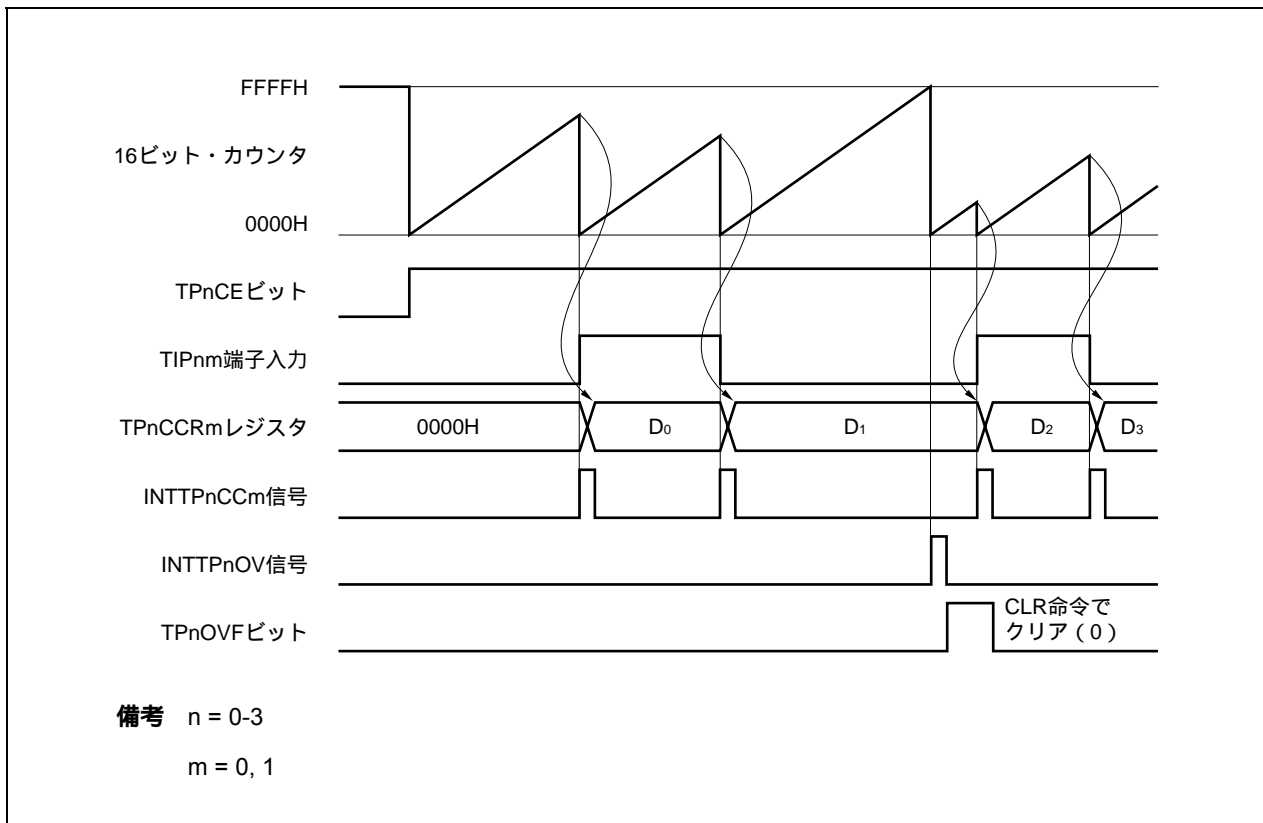 FFFFH
16ビット・カウンタ
0000H
TPnCEビット
TIPnm端子入力
TPnCCRmレジスタ 0000H D0 D1 D2 D3
INTTPnCCm信号
INTTPnOV信号
TPnOVFビット CLR命令で
クリア（0）
備考 n = 0-3
m = 0, 1